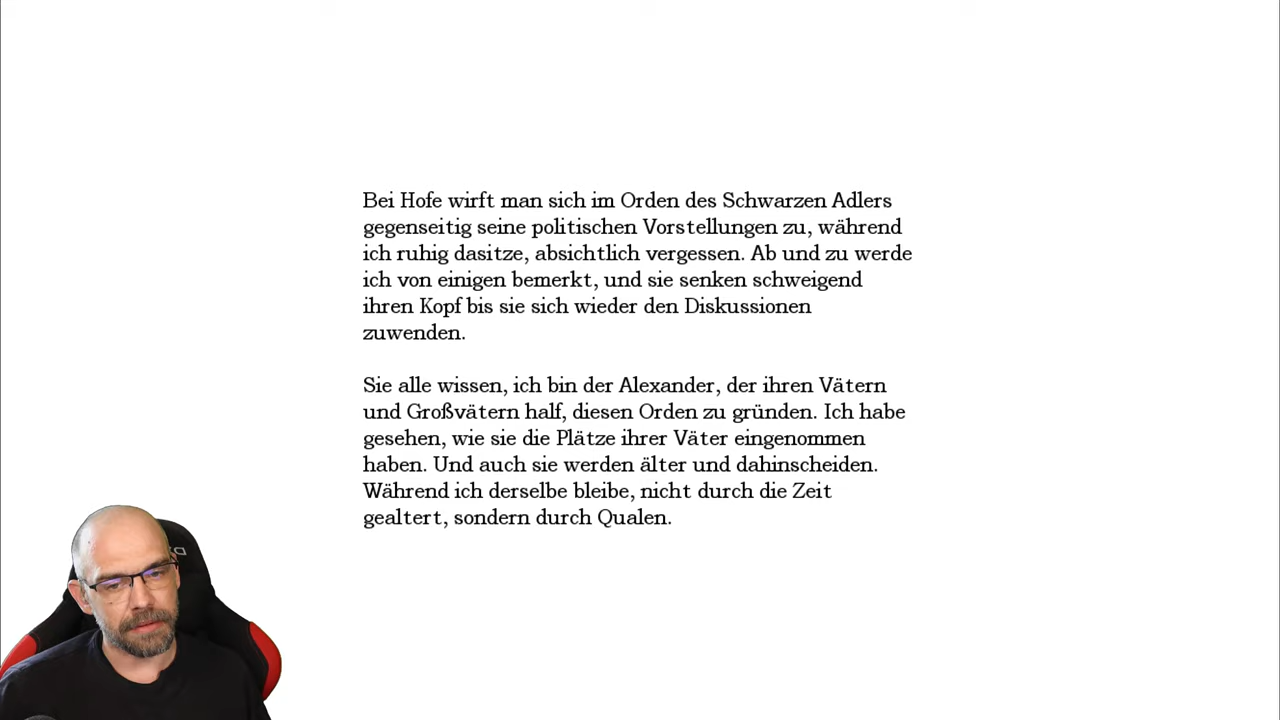 Bei Hofe wirft man sich im Orden des Schwarzen Adlers
gegenseitig seine politischen Vorstellungen zu, während
ich ruhig dasitze, absichtlich vergessen. Ab und zu werde
ich von einigen bemerkt, und sie senken schweigend
ihren Kopf bis sie sich wieder den Diskussionen
zuwenden.
Sie alle wissen, ich bin der Alexander, der ihren Vätern
und Großvätern half, diesen Orden zu gründen. Ich habe
gesehen, wie sie die Plätze ihrer Väter eingenommen
haben. Und auch sie werden älter und dahinscheiden.
Während ich derselbe bleibe, nicht durch die Zeit
gealtert, sondern durch Qualen.